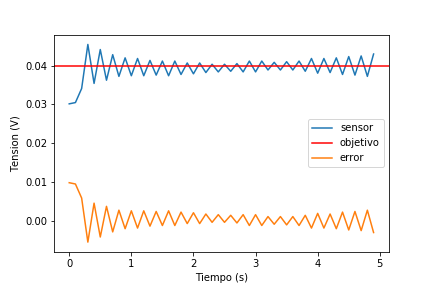 0.04
0.03
0.02
0.01
0.00
Tension (V)
sensor
objetivo
error
0 1 2 3 4 5
Tiempo (s)